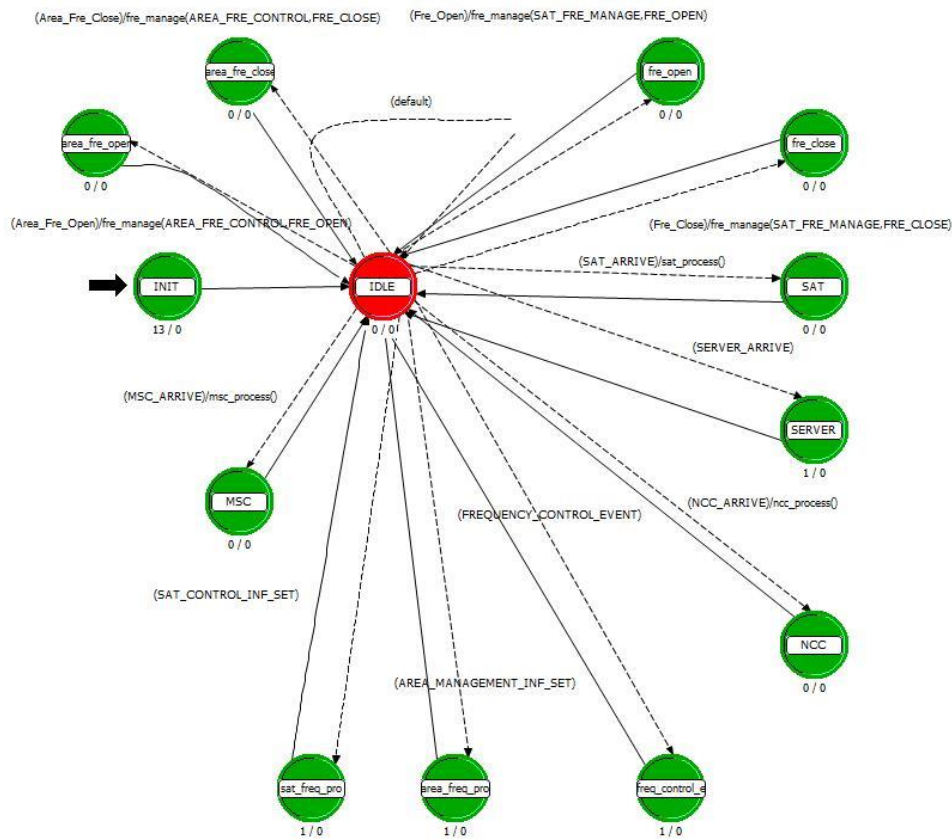 (Area_Fre_Close)/fre_manage(AREA_FRE_CONTROL,FRE_CLOSE)
(Fre_Open)/fre_manage(SAT_FRE_MANAGE,FRE_OPEN)
area_fre_close
0 / 0
fre_open
0 / 0
(default)
area_fre_open
0 / 0
fre_close
0 / 0
(Area_Fre_Open)/fre_manage(AREA_FRE_CONTROL,FRE_OPEN)
(Fre_Close)/fre_manage(SAT_FRE_MANAGE,FRE_CLOSE)
(SAT_ARRIVE)/sat_process()
INIT
13 / 0
IDLE
0 / 0
SAT
0 / 0
(SERVER_ARRIVE)
(MSC_ARRIVE)/msc_process()
SERVER
1 / 0
MSC
0 / 0
(NCC_ARRIVE)/ncc_process()
(FREQUENCY_CONTROL_EVENT)
(SAT_CONTROL_INF_SET)
NCC
0 / 0
(AREA_MANAGEMENT_INF_SET)
sat_freq_pro
1 / 0
area_freq_pro
1 / 0
freq_control_e
1 / 0